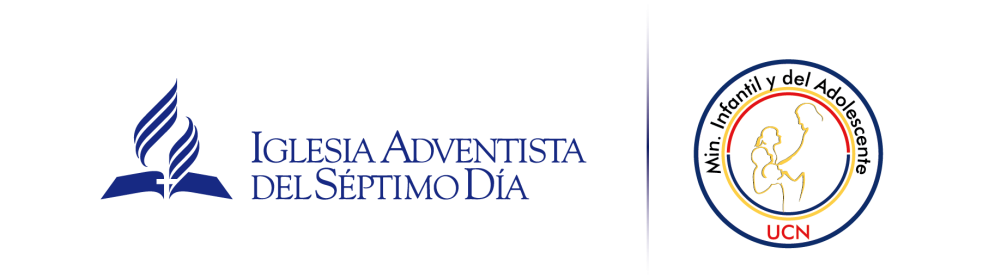 IGLESIA ADVENTISTA
DEL SÉPTIMO DÍA
Min. Infantil y del Adolescente
UCN